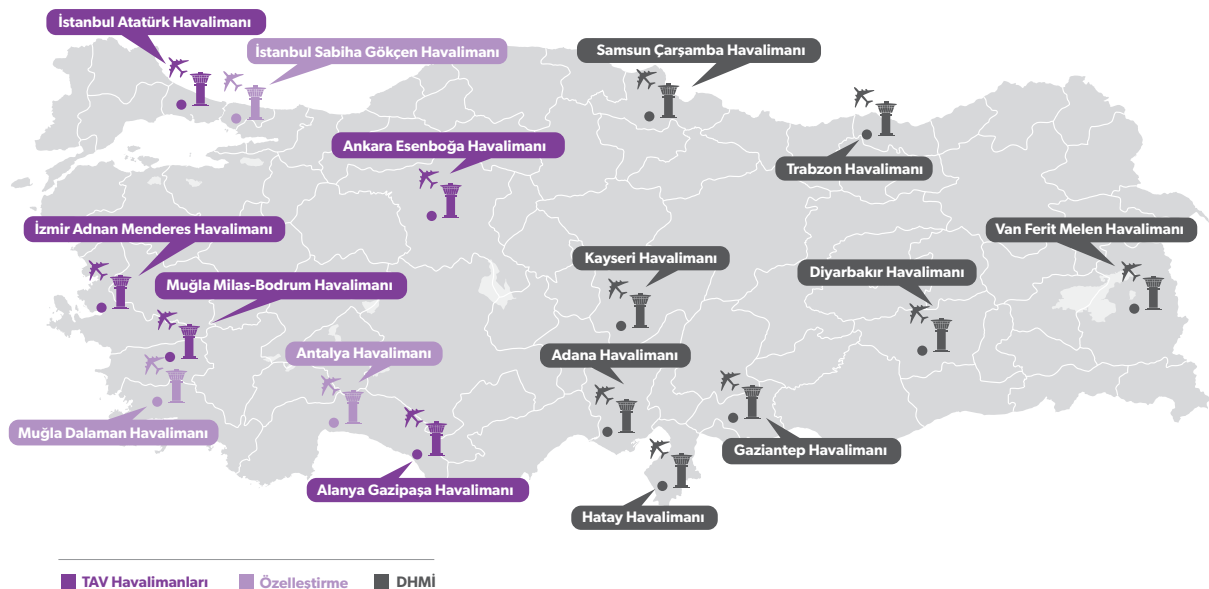 İstanbul Atatürk Havalimanı
İstanbul Sabiha Gökçen Havalimanı
Samsun Çarşamba Havalimanı
Ankara Esenboğa Havalimanı
Trabzon Havalimanı
İzmir Adnan Menderes Havalimanı
Van Ferit Melen Havalimanı
Kayseri Havalimanı
Diyarbakır Havalimanı
Muğla Milas-Bodrum Havalimanı
Antalya Havalimanı
Adana Havalimanı
Muğla Dalaman Havalimanı
Gaziantep Havalimanı
Alanya Gazipaşa Havalimanı
Hatay Havalimanı
TAV Havalimanları
Özelleştirme
DHMİ